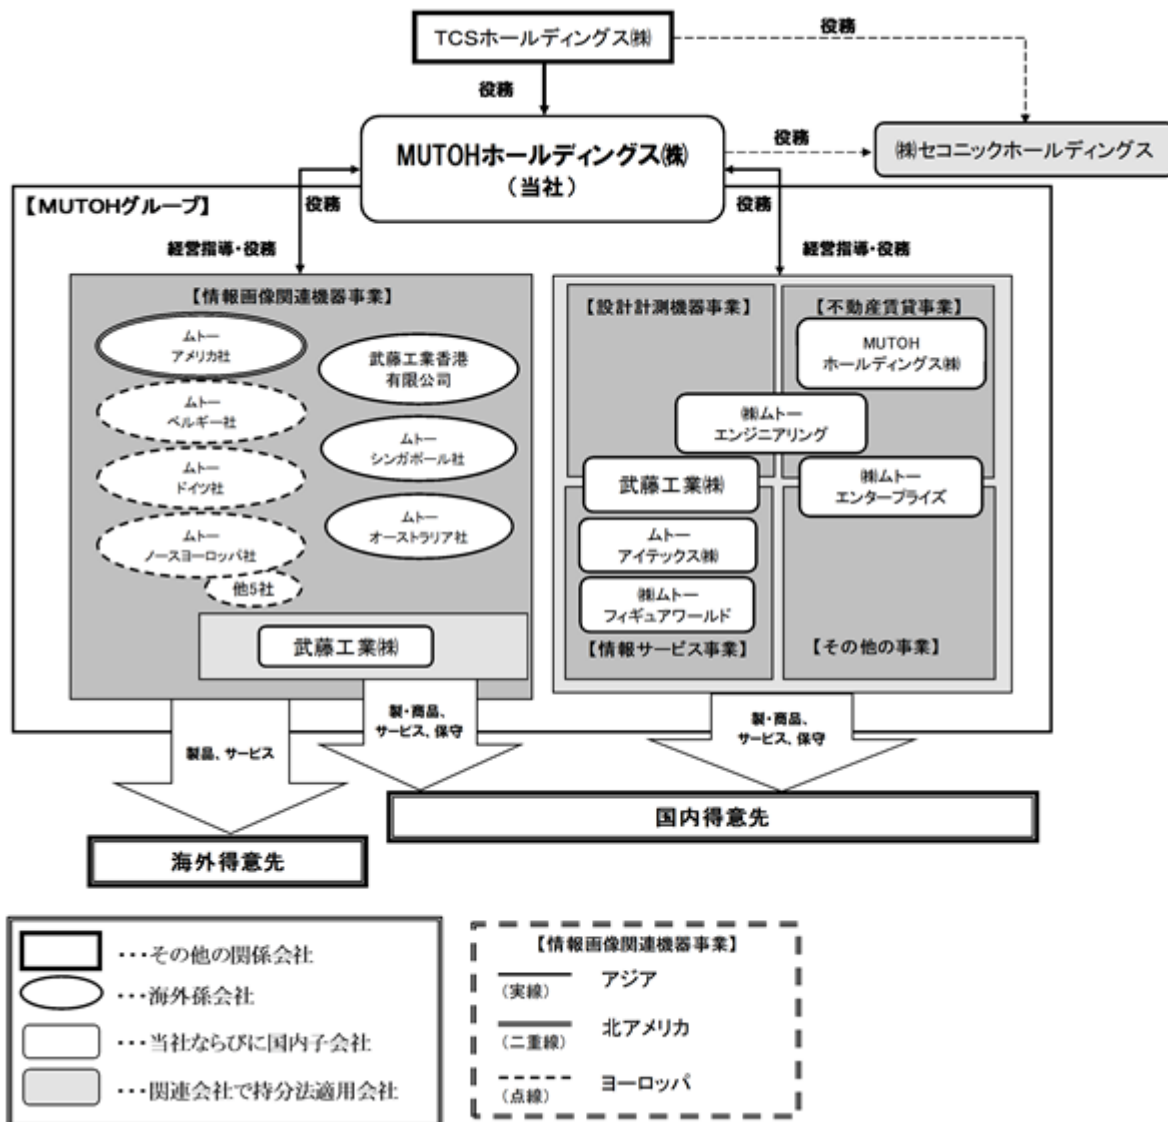 TCSホールディングス㈱
役務
役務
MUTOHホールディングス㈱
（当社）
役務
㈱セコニックホールディングス
【MUTOHグループ】
役務
役務
経営指導・役務
経営指導・役務
【情報画像関連機器事業】
ムトー
アメリカ社
ムトー
ベルギー社
ムトー
ドイツ社
ムトー
ノースヨーロッパ社
他5社
武藤工業香港
有限公司
ムトー
シンガポール社
ムトー
オーストラリア社
武藤工業㈱
【設計計測機器事業】
【不動産賃貸事業】
MUTOH
ホールディングス㈱
㈱ムトー
エンジニアリング
武藤工業㈱
㈱ムトー
エンタープライズ
ムトー
アイテックス㈱
㈱ムトー
フィギュアワールド
【情報サービス事業】
【その他の事業】
製品、サービス
製・商品、
サービス、保守
製・商品、
サービス、保守
海外得意先
国内得意先
・・・その他の関係会社
・・・海外孫会社
・・・当社ならびに国内子会社
・・・関連会社で持分法適用会社
【情報画像関連機器事業】
（実線）
アジア
（二重線）
北アメリカ
（点線）
ヨーロッパ